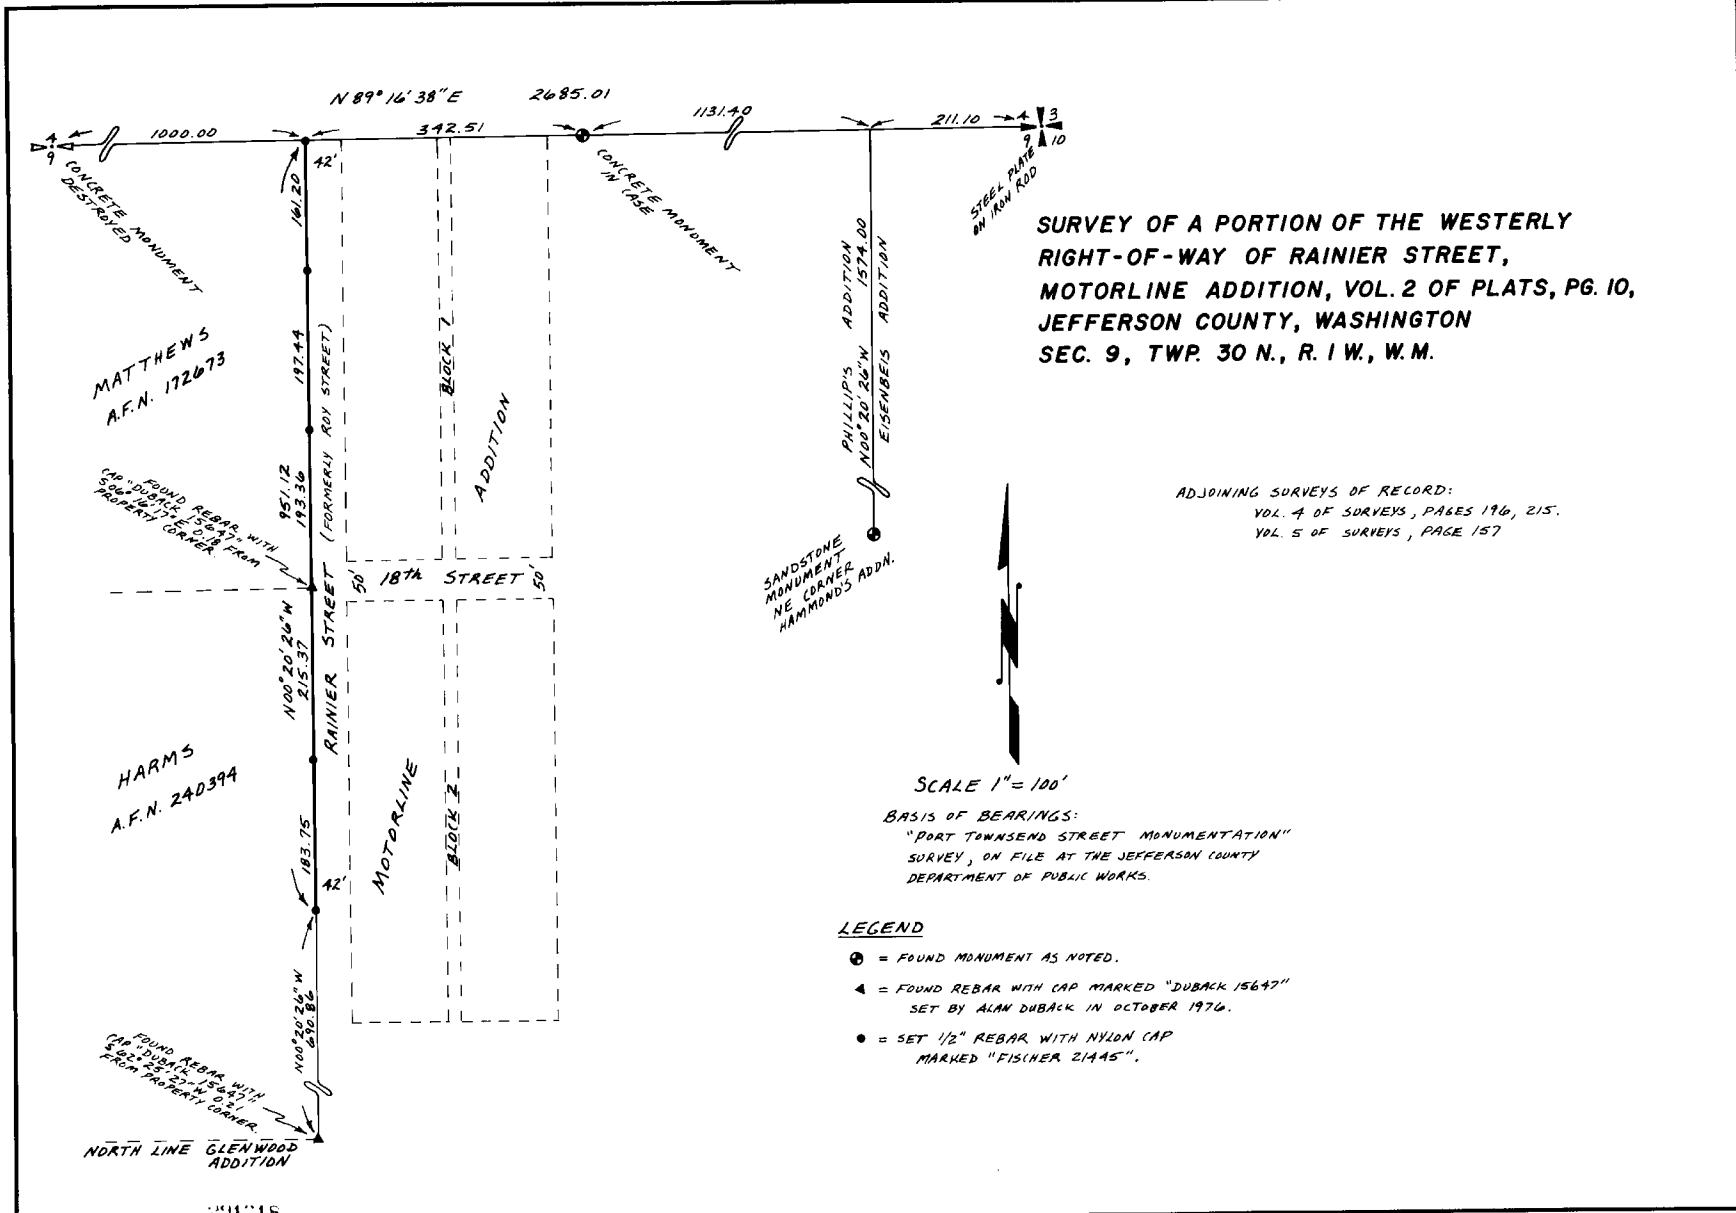 N 89° 16' 38" E 2685.01
1000.00
342.51
1131.40
211.10
4
9
4 3
9 10
CONCRETE MONUMENT
DESTROYED
42'
CONCRETE MONUMENT
IN CASE
STEEL PLATE
ON IRON ROD
SURVEY OF A PORTION OF THE WESTERLY
RIGHT-OF-WAY OF RAINIER STREET,
MOTORLINE ADDITION, VOL. 2 OF PLATS, PG. 10,
JEFFERSON COUNTY, WASHINGTON
SEC. 9, TWP. 30 N., R. 1 W., W.M.
161.20
197.44
951.12
193.36
MATTHEWS
A.F.N. 172673
FOUND REBAR WITH
CAP "DUBACK 15647"
S06°16'17"E 0.18 FROM
PROPERTY CORNER.
RAINIER STREET (FORMERLY ROY STREET)
BLOCK 1
ADDITION
PHILLIP'S ADDITION
N00°20'26"W 1574.00
EISENBEIS ADDITION
SANDSTONE
MONUMENT
NE CORNER
HAMMOND'S ADDN.
ADJOINING SURVEYS OF RECORD:
VOL. 4 OF SURVEYS, PAGES 196, 215.
VOL. 5 OF SURVEYS, PAGE 157
50' 18th STREET 50'
N00°20'26"W
215.37
HARMS
A.F.N. 240394
183.75
42'
MOTORLINE
BLOCK 2
SCALE 1" = 100'
BASIS OF BEARINGS:
"PORT TOWNSEND STREET MONUMENTATION"
SURVEY, ON FILE AT THE JEFFERSON COUNTY
DEPARTMENT OF PUBLIC WORKS.
LEGEND
= FOUND MONUMENT AS NOTED.
= FOUND REBAR WITH CAP MARKED "DUBACK 15647"
SET BY ALAN DUBACK IN OCTOBER 1976.
= SET 1/2" REBAR WITH NYLON CAP
MARKED "FISCHER 21445".
N00°20'26"W
690.86
FOUND REBAR WITH
CAP "DUBACK 15647"
S62°25'27"W 0.21
FROM PROPERTY CORNER.
NORTH LINE GLENWOOD
ADDITION